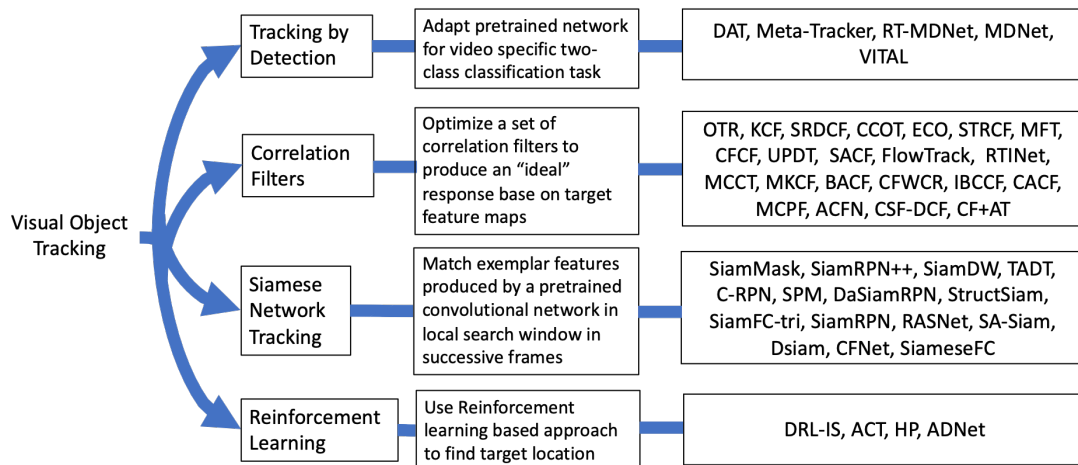 Visual Object
Tracking
Tracking by
Detection
Adapt pretrained network
for video specific two-
class classification task
DAT, Meta-Tracker, RT-MDNet, MDNet,
VITAL
Correlation
Filters
Optimize a set of
correlation filters to
produce an “ideal”
response base on target
feature maps
OTR, KCF, SRDCF, CCOT, ECO, STRCF, MFT,
CFCF, UPDT, SACF, FlowTrack, RTINet,
MCCT, MKCF, BACF, CFWCR, IBCCF, CACF,
MCPF, ACFN, CSF-DCF, CF+AT
Siamese
Network
Tracking
Match exemplar features
produced by a pretrained
convolutional network in
local search window in
successive frames
SiamMask, SiamRPN++, SiamDW, TADT,
C-RPN, SPM, DaSiamRPN, StructSiam,
SiamFC-tri, SiamRPN, RASNet, SA-Siam,
Dsiam, CFNet, SiameseFC
Reinforcement
Learning
Use Reinforcement
learning based approach
to find target location
DRL-IS, ACT, HP, ADNet